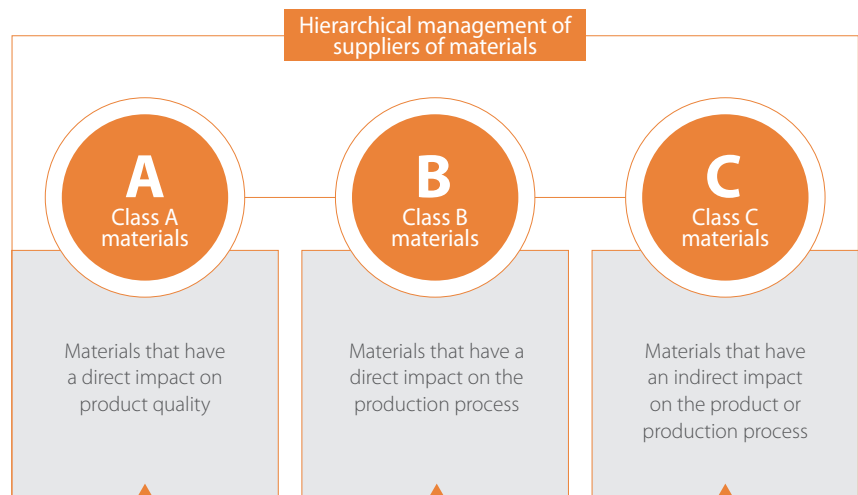 Hierarchical management of
suppliers of materials
A
Class A
materials
B
Class B
materials
C
Class C
materials
Materials that have
a direct impact on
product quality
Materials that have a
direct impact on the
production process
Materials that have
an indirect impact
on the product or
production process